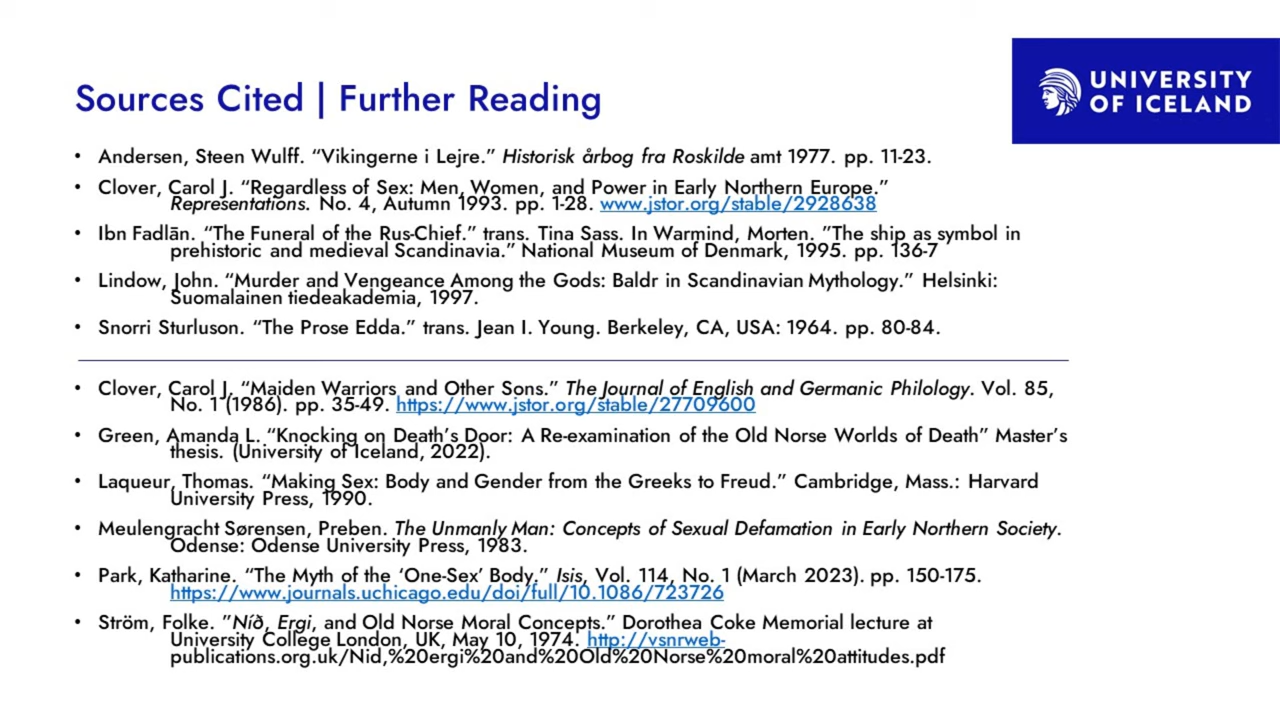 UNIVERSITY
OF ICELAND
Sources Cited | Further Reading
• Andersen, Steen Wulff. “Vikingerne i Lejre.” Historisk årbog fra Roskilde amt 1977. pp. 11-23.
• Clover, Carol J. “Regardless of Sex: Men, Women, and Power in Early Northern Europe.”
Representations. No. 4, Autumn 1993. pp. 1-28. www.jstor.org/stable/2928638
• Ibn Fadlān. “The Funeral of the Rus-Chief.” trans. Tina Sass. In Warmind, Morten. ”The ship as symbol in
prehistoric and medieval Scandinavia.” National Museum of Denmark, 1995. pp. 136-7
• Lindow, John. “Murder and Vengeance Among the Gods: Baldr in Scandinavian Mythology.” Helsinki:
Suomalainen tiedeakademia, 1997.
• Snorri Sturluson. “The Prose Edda.” trans. Jean I. Young. Berkeley, CA, USA: 1964. pp. 80-84.
• Clover, Carol J. “Maiden Warriors and Other Sons.” The Journal of English and Germanic Philology. Vol. 85,
No. 1 (1986). pp. 35-49. https://www.jstor.org/stable/27709600
• Green, Amanda L. “Knocking on Death’s Door: A Re-examination of the Old Norse Worlds of Death” Master’s
thesis. (University of Iceland, 2022).
• Laqueur, Thomas. “Making Sex: Body and Gender from the Greeks to Freud.” Cambridge, Mass.: Harvard
University Press, 1990.
• Meulengracht Sørensen, Preben. The Unmanly Man: Concepts of Sexual Defamation in Early Northern Society.
Odense: Odense University Press, 1983.
• Park, Katharine. “The Myth of the ‘One-Sex’ Body.” Isis, Vol. 114, No. 1 (March 2023). pp. 150-175.
https://www.journals.uchicago.edu/doi/full/10.1086/723726
• Ström, Folke. ”Níð, Ergi, and Old Norse Moral Concepts.” Dorothea Coke Memorial lecture at
University College London, UK, May 10, 1974. http://vsnrweb-
publications.org.uk/Nid,%20ergi%20and%20Old%20Norse%20moral%20attitudes.pdf